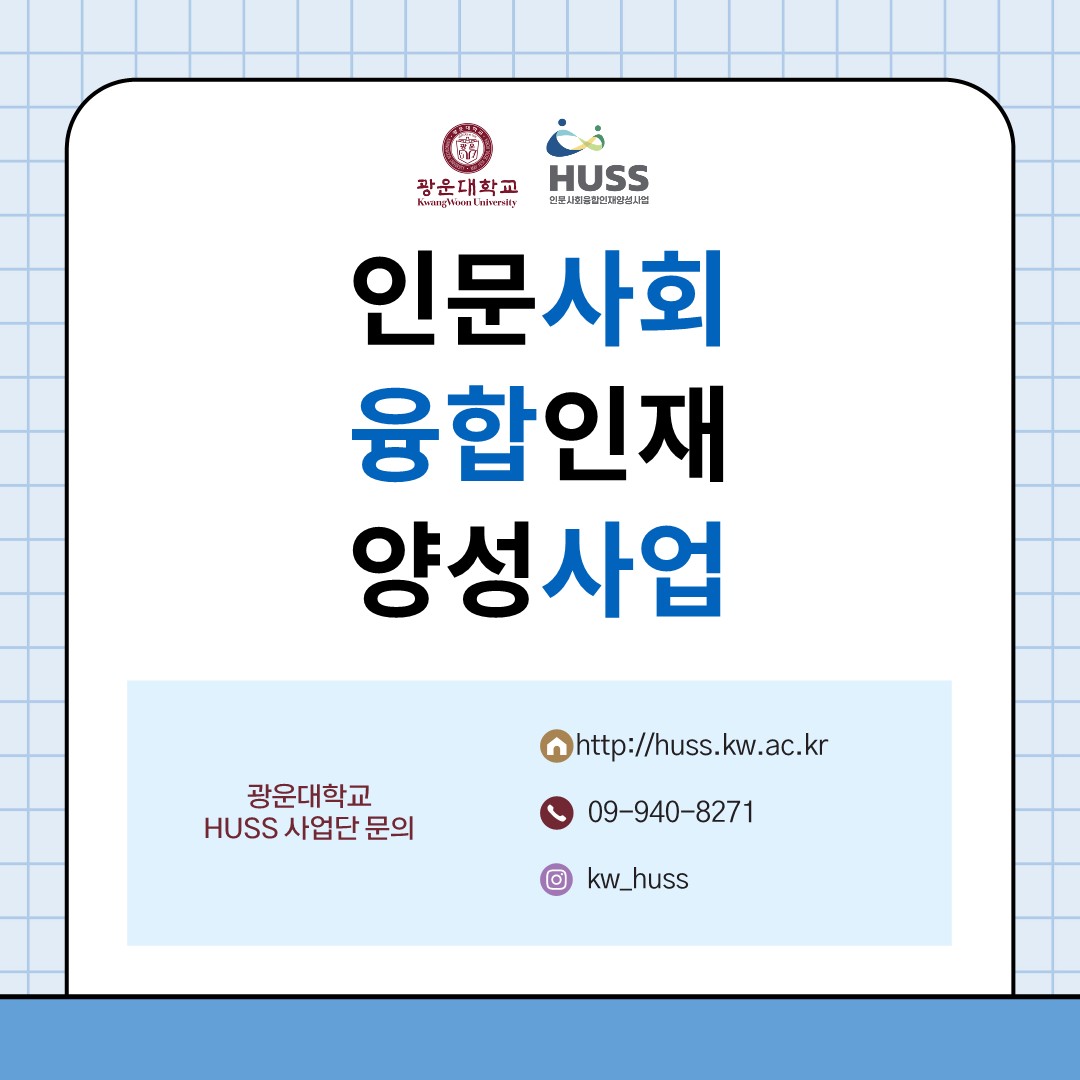 광운대학교
KwangWoon University
HUSS
인문사회융합인재양성사업
인문사회
융합인재
양성사업
광운대학교
HUSS 사업단 문의
http://huss.kw.ac.kr
09-940-8271
kw_huss